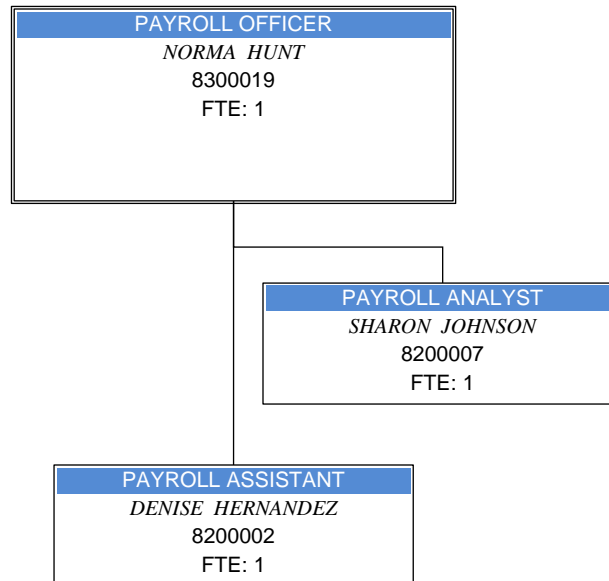 PAYROLL OFFICER
NORMA HUNT
8300019
FTE: 1
PAYROLL ANALYST
SHARON JOHNSON
8200007
FTE: 1
PAYROLL ASSISTANT
DENISE HERNANDEZ
8200002
FTE: 1